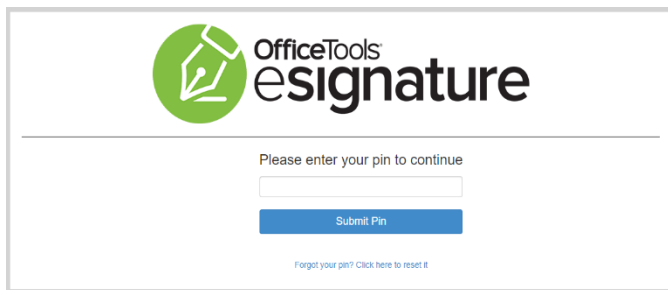 OfficeTools
esignature
Please enter your pin to continue
Submit Pin
Forgot your pin? Click here to reset it